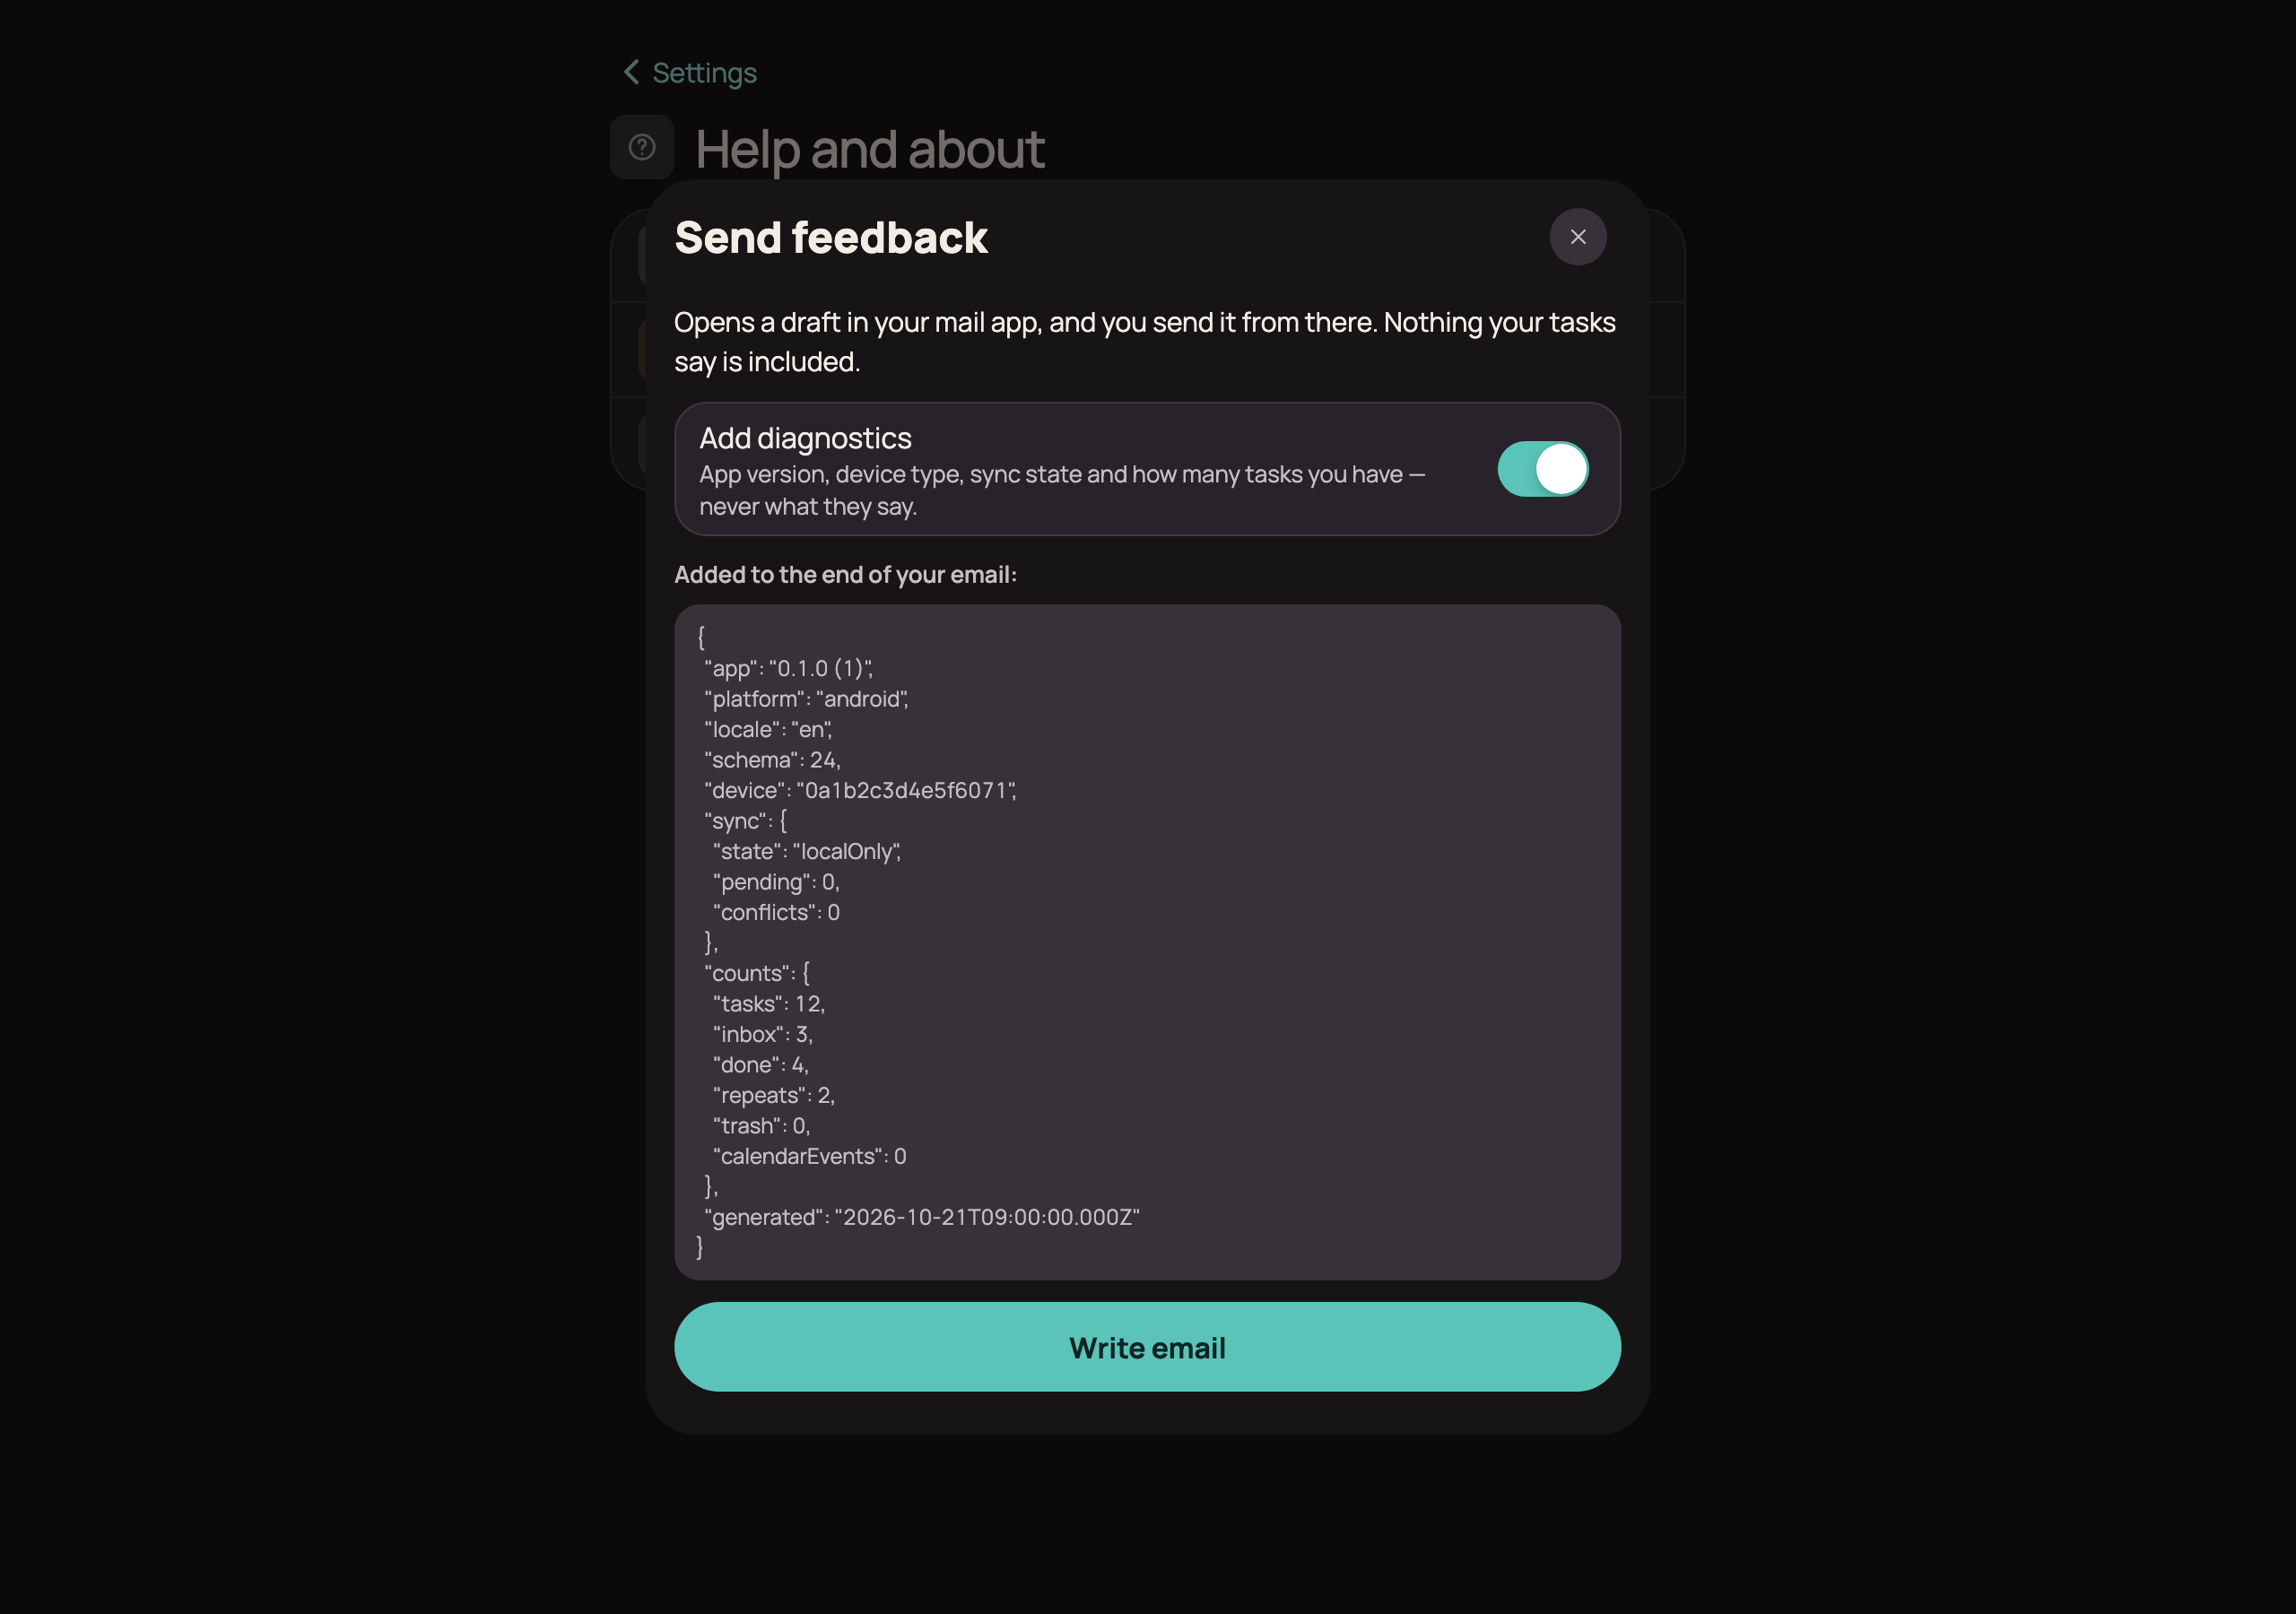 Settings
Help and about
Send feedback
Opens a draft in your mail app, and you send it from there. Nothing your tasks
say is included.
Add diagnostics
App version, device type, sync state and how many tasks you have —
never what they say.
Added to the end of your email:
{
"app": "0.1.0 (1)",
"platform": "android",
"locale": "en",
"schema": 24,
"device": "0a1b2c3d4e5f6071",
"sync": {
"state": "localOnly",
"pending": 0,
"conflicts": 0
},
"counts": {
"tasks": 12,
"inbox": 3,
"done": 4,
"repeats": 2,
"trash": 0,
"calendarEvents": 0
},
"generated": "2026-10-21T09:00:00.000Z"
}
Write email